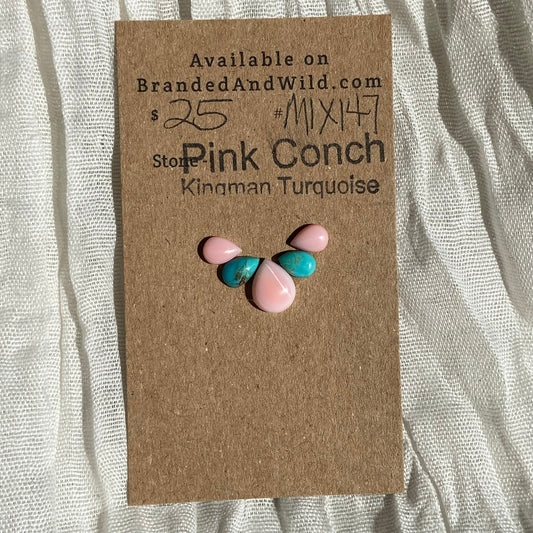 Available on
BrandedAndWild.com
$ 25 #MIX147
Stone- Pink Conch
Kingman Turquoise